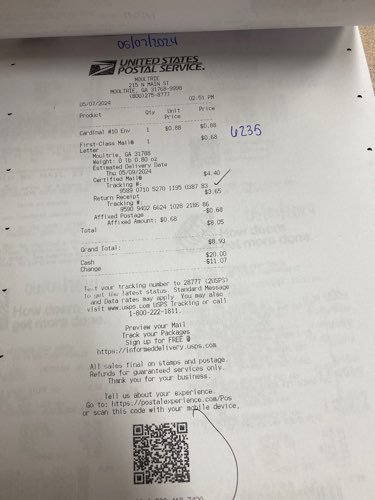 05/07/2024
UNITED STATES
POSTAL SERVICE.
MOULTRIE
215 N MAIN ST
MOULTRIE, GA 31768-9998
(800)275-8777
05/07/2024 02:51 PM
Product Qty Unit Price
Price
Cardinal #10 Env 1 $0.88 $0.88
6235
First-Class Mail® 1 $0.68
Letter
Moultrie, GA 31788
Weight: 0 lb 0.80 oz
Estimated Delivery Date
Thu 05/09/2024
Certified Mail® $4.40
Tracking #:
9589 0710 5270 1195 0387 83
Return Receipt $3.65
Tracking #:
9590 9402 6624 1028 2186 86
Affixed Postage -$0.68
Affixed Amount: $0.68
Total $8.05
Grand Total: $8.93
Cash $20.00
Change -$11.07
Text your tracking number to 28777 (2USPS)
to get the latest status. Standard Message
and Data rates may apply. You may also
visit www.usps.com USPS Tracking or call
1-800-222-1811.
Preview your Mail
Track your Packages
Sign up for FREE @
https://informeddelivery.usps.com
All sales final on stamps and postage.
Refunds for guaranteed services only.
Thank you for your business.
Tell us about your experience.
Go to: https://postalexperience.com/Pos
or scan this code with your mobile device,